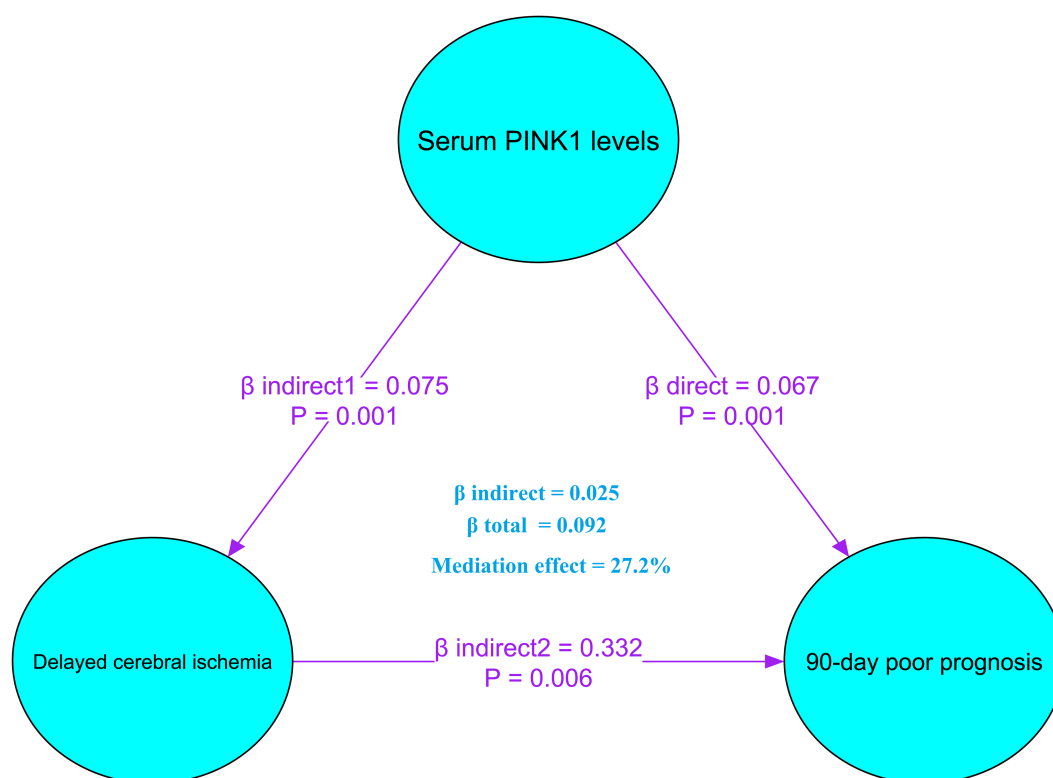 Serum PINK1 levels
β indirect1 = 0.075
P = 0.001
β direct = 0.067
P = 0.001
β indirect = 0.025
β total = 0.092
Mediation effect = 27.2%
Delayed cerebral ischemia
β indirect2 = 0.332
P = 0.006
90-day poor prognosis